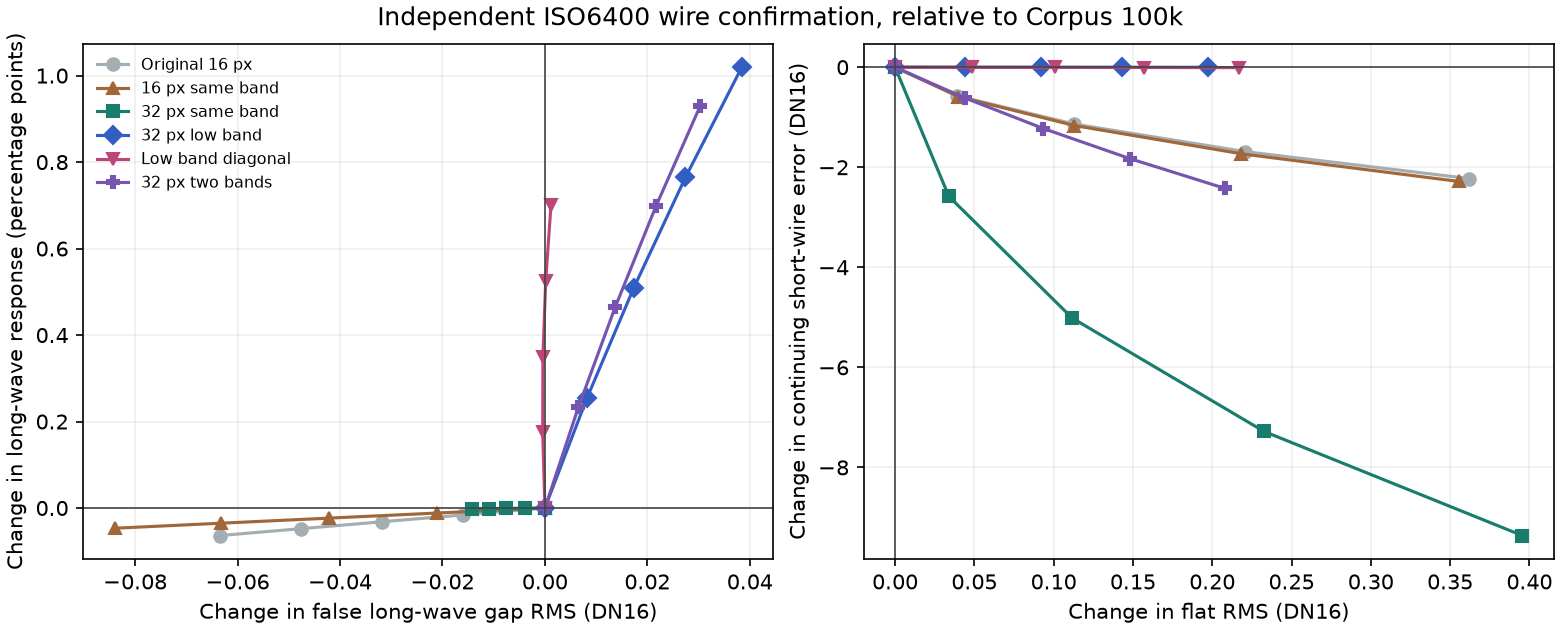 Independent ISO6400 wire confirmation, relative to Corpus 100k
Change in long-wave response (percentage points)
1.0
0.8
0.6
0.4
0.2
0.0
Original 16 px
16 px same band
32 px same band
32 px low band
Low band diagonal
32 px two bands
−0.08
−0.06
−0.04
−0.02
0.00
0.02
0.04
Change in false long-wave gap RMS (DN16)
Change in continuing short-wire error (DN16)
0
−2
−4
−6
−8
0.00
0.05
0.10
0.15
0.20
0.25
0.30
0.35
0.40
Change in flat RMS (DN16)